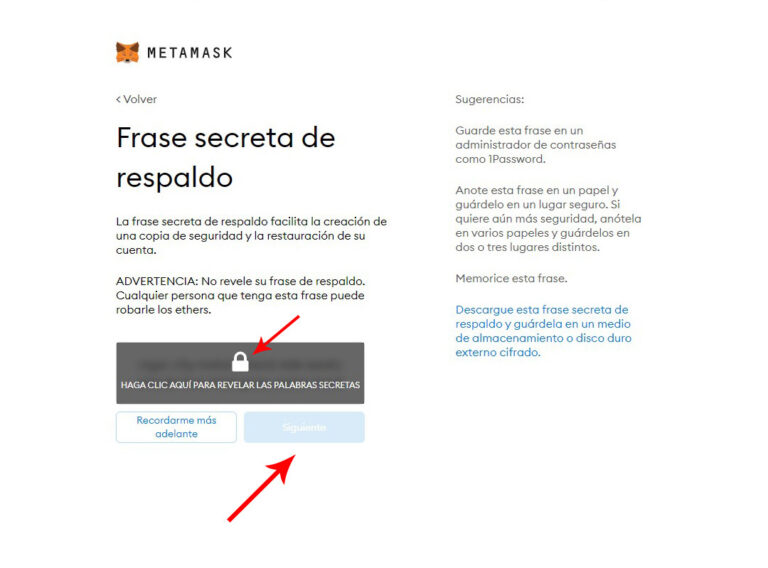 METAMASK
< Volver
Frase secreta de
respaldo
La frase secreta de respaldo facilita la creación de
una copia de seguridad y la restauración de su
cuenta.
ADVERTENCIA: No revele su frase de respaldo.
Cualquier persona que tenga esta frase puede
robarle los ethers.
HAGA CLIC AQUÍ PARA REVELAR LAS PALABRAS SECRETAS
Recordarme más
adelante
Siguiente
Sugerencias:
Guarde esta frase en un
administrador de contraseñas
como 1Password.
Anote esta frase en un papel y
guárdelo en un lugar seguro. Si
quiere aún más seguridad, anótela
en varios papeles y guárdelos en
dos o tres lugares distintos.
Memorice esta frase.
Descargue esta frase secreta de
respaldo y guárdela en un medio
de almacenamiento o disco duro
externo cifrado.